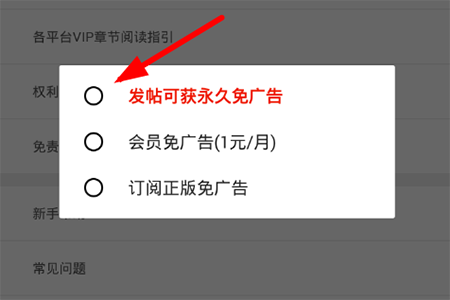 各平台VIP章节阅读指引
权利
发帖可获永久免广告
会员免广告(1元/月)
免责
订阅正版免广告
新手
常见问题